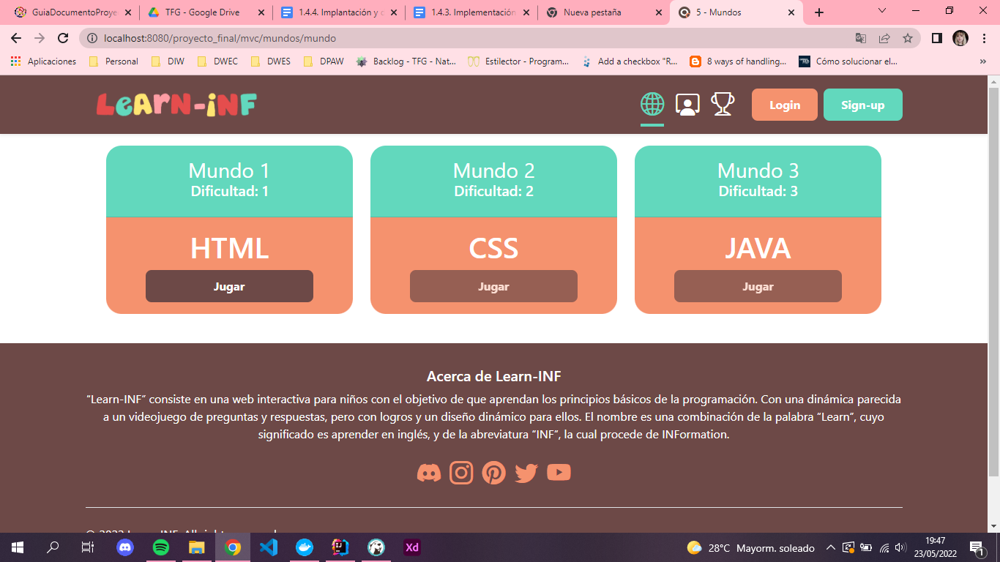 GuiaDocumentoProye
TFG - Google Drive
1.4.4. Implantación y
1.4.3. Implementación
Nueva pestaña
5 - Mundos
localhost:8080/proyecto_final/mvc/mundos/mundo
Aplicaciones
Personal
DIW
DWEC
DWES
DPAW
Backlog - TFG - Nat...
Estilector - Program...
Add a checkbox "R...
8 ways of handling...
Cómo solucionar el...
»
LEARN-iNF
Login
Sign-up
Mundo 1
Dificultad: 1
HTML
Jugar
Mundo 2
Dificultad: 2
CSS
Jugar
Mundo 3
Dificultad: 3
JAVA
Jugar
Acerca de Learn-INF
“Learn-INF” consiste en una web interactiva para niños con el objetivo de que aprendan los principios básicos de la programación. Con una dinámica parecida
a un videojuego de preguntas y respuestas, pero con logros y un diseño dinámico para ellos. El nombre es una combinación de la palabra “Learn”, cuyo
significado es aprender en inglés, y de la abreviatura “INF”, la cual procede de INFormation.
Xd
28°C Mayorm. soleado
19:47
23/05/2022
1